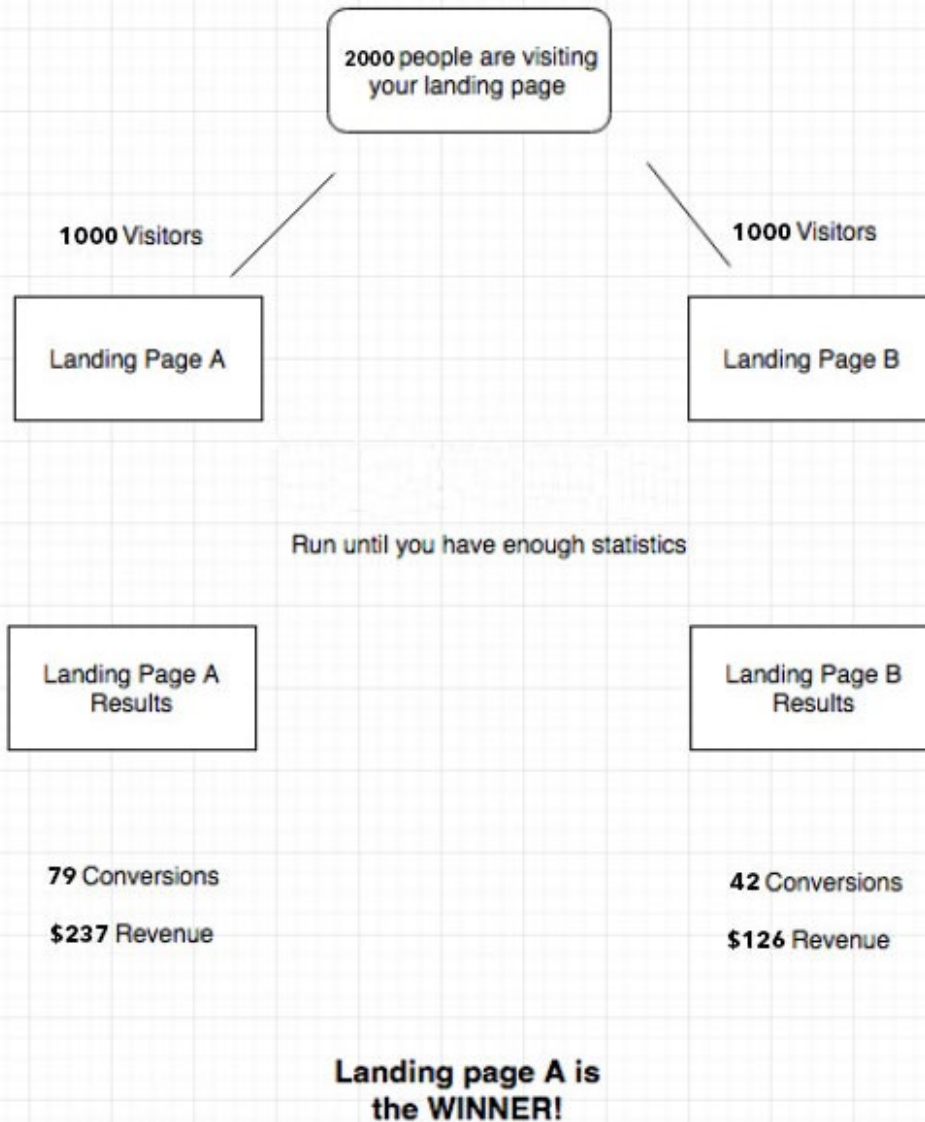 2000 people are visiting
your landing page
1000 Visitors
1000 Visitors
Landing Page A
Landing Page B
Run until you have enough statistics
Landing Page A
Results
Landing Page B
Results
79 Conversions
$237 Revenue
42 Conversions
$126 Revenue
Landing page A is
the WINNER!